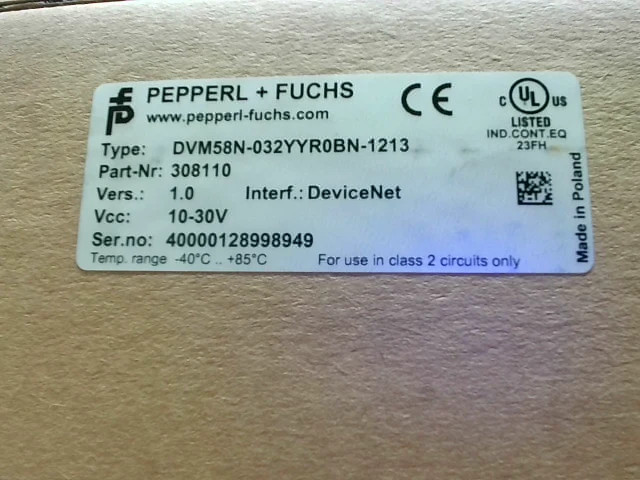 PEPPERL + FUCHS
www.pepperl-fuchs.com
CE
C UL US
LISTED
IND.CONT.EQ
23FH
Type: DVM58N-032YYR0BN-1213
Part-Nr: 308110
Vers.: 1.0 Interf.: DeviceNet
Vcc: 10-30V
Ser.no: 40000128998949
Temp. range -40°C .. +85°C For use in class 2 circuits only
Made in Poland